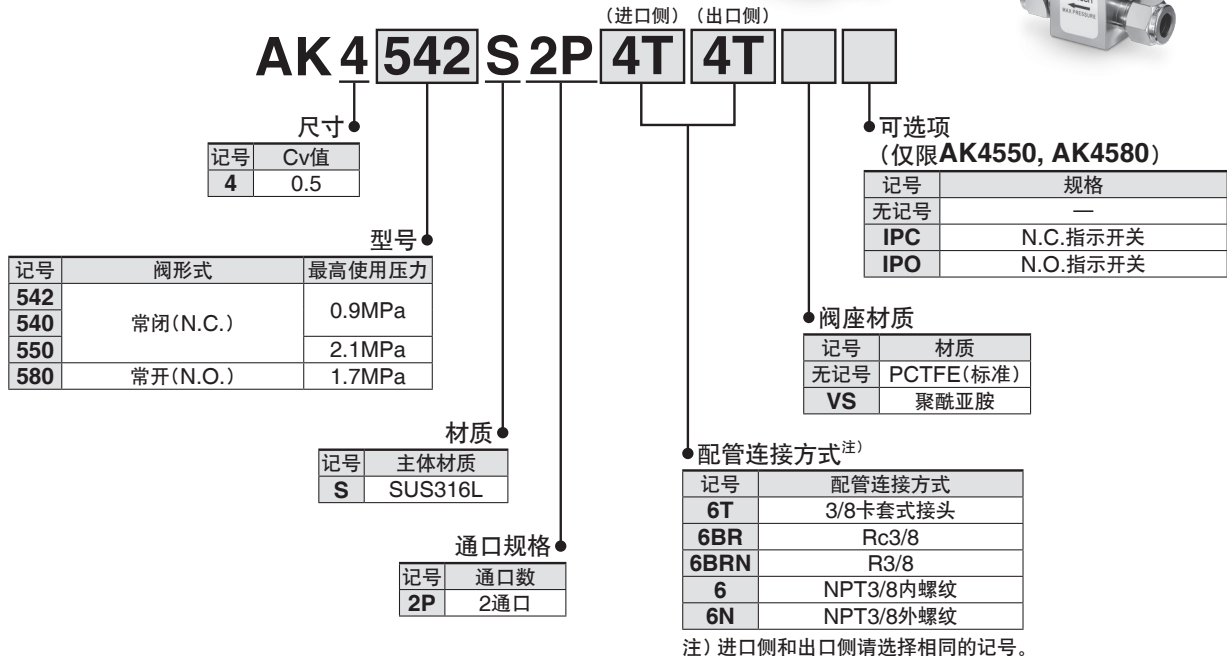 （进口侧）（出口侧）
AK 4 542 S 2P 4T 4T
MAX PRESSURE
尺寸
记号 Cv值
4 0.5
型号
记号 阀形式 最高使用压力
542 常闭（N.C.） 0.9MPa
540
550 2.1MPa
580 常开（N.O.） 1.7MPa
材质
记号 主体材质
S SUS316L
通口规格
记号 通口数
2P 2通口
可选项
（仅限AK4550, AK4580）
记号 规格
无记号 —
IPC N.C.指示开关
IPO N.O.指示开关
阀座材质
记号 材质
无记号 PCTFE（标准）
VS 聚酰亚胺
配管连接方式注）
记号 配管连接方式
6T 3/8卡套式接头
6BR Rc3/8
6BRN R3/8
6 NPT3/8内螺纹
6N NPT3/8外螺纹
注）进口侧和出口侧请选择相同的记号。